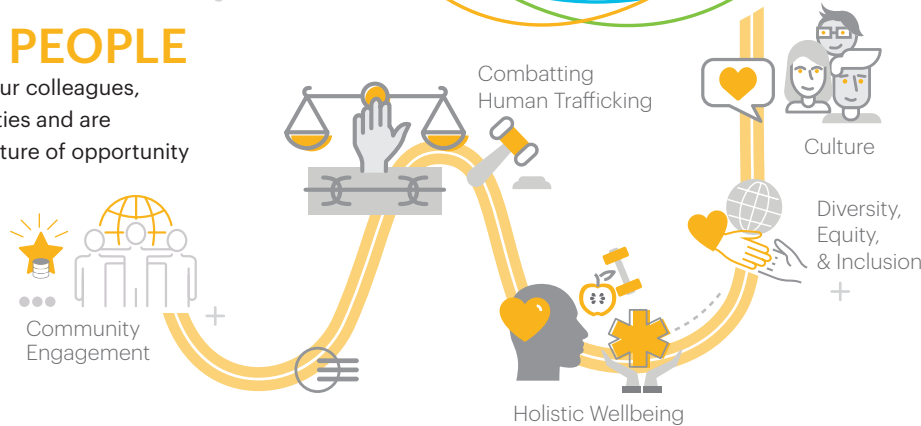 PEOPLE
ur colleagues,
ties and are
ture of opportunity
Combatting
Human Trafficking
Culture
Diversity,
Equity,
& Inclusion
Community
Engagement
Holistic Wellbeing